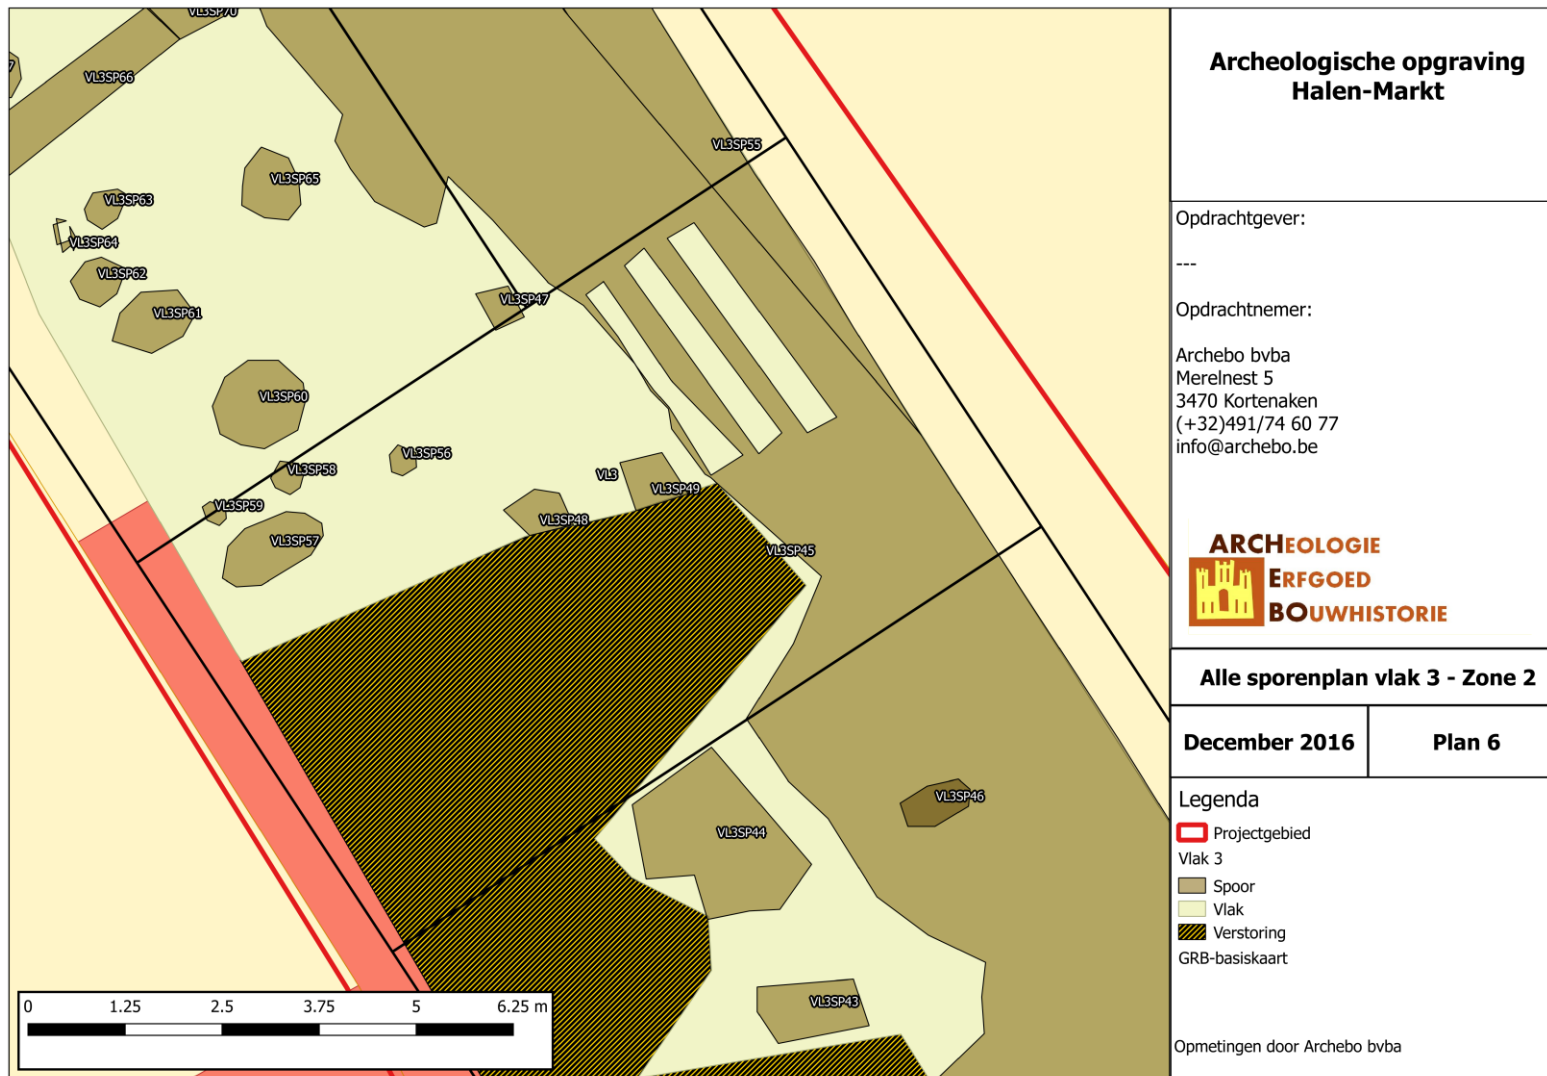 VL3SP70
7
VL3SP66
VL3SP55
VL3SP65
VL3SP63
VL3SP64
VL3SP62
VL3SP61
VL3SP47
VL3SP60
VL3SP56
VL3SP58
VL3
VL3SP49
VL3SP59
VL3SP48
VL3SP57
VL3SP45
VL3SP46
VL3SP44
VL3SP43
0 1.25 2.5 3.75 5 6.25 m
Archeologische opgraving
Halen-Markt
Opdrachtgever:
---
Opdrachtnemer:
Archebo bvba
Merelnest 5
3470 Kortenaken
(+32)491/74 60 77
info@archebo.be
ARCHEOLOGIE
ERFGOED
BOUWHISTORIE
Alle sporenplan vlak 3 - Zone 2
December 2016 Plan 6
Legenda
Projectgebied
Vlak 3
Spoor
Vlak
Verstoring
GRB-basiskaart
Opmetingen door Archebo bvba